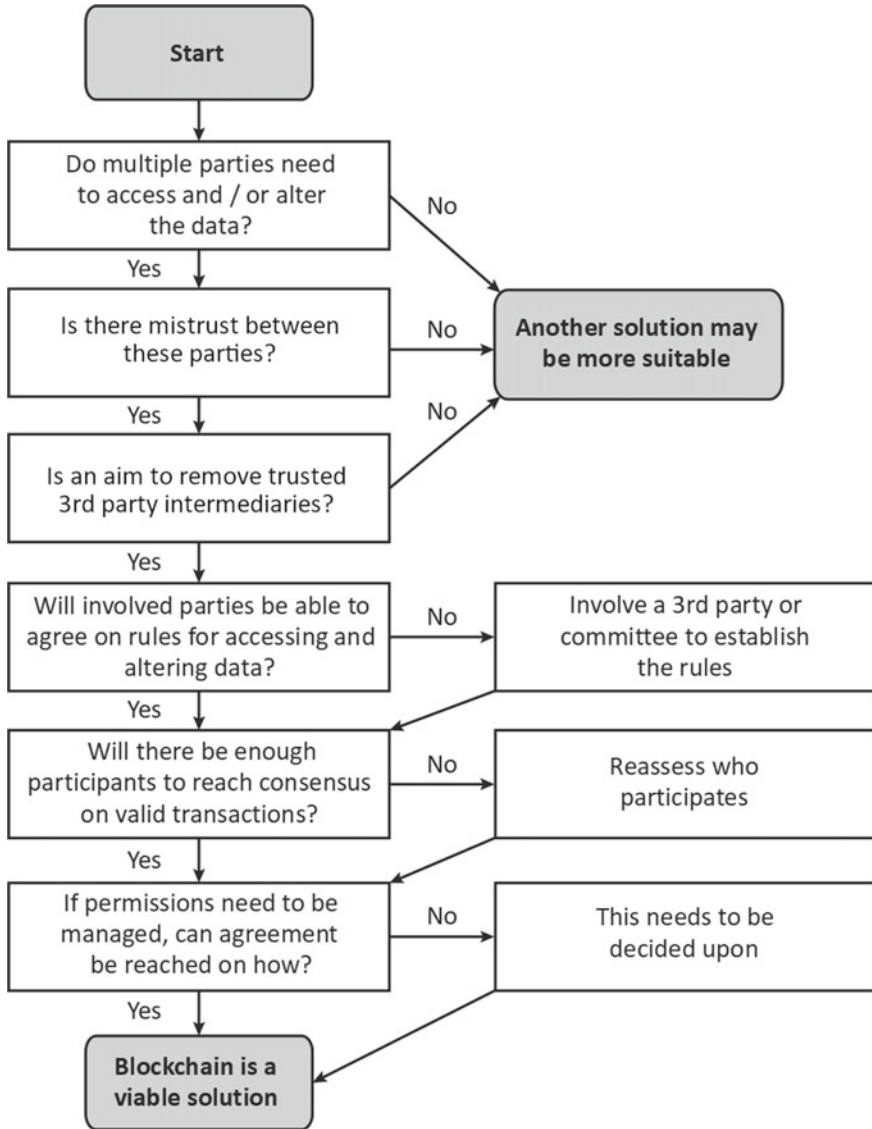 Start
Do multiple parties need
to access and / or alter
the data?
No
Yes
Is there mistrust between
these parties?
No
Another solution may
be more suitable
Yes
No
Is an aim to remove trusted
3rd party intermediaries?
Yes
Will involved parties be able to
agree on rules for accessing and
altering data?
No
Involve a 3rd party or
committee to establish
the rules
Yes
Will there be enough
participants to reach consensus
on valid transactions?
No
Reassess who
participates
Yes
If permissions need to be
managed, can agreement
be reached on how?
No
This needs to be
decided upon
Yes
Blockchain is a
viable solution